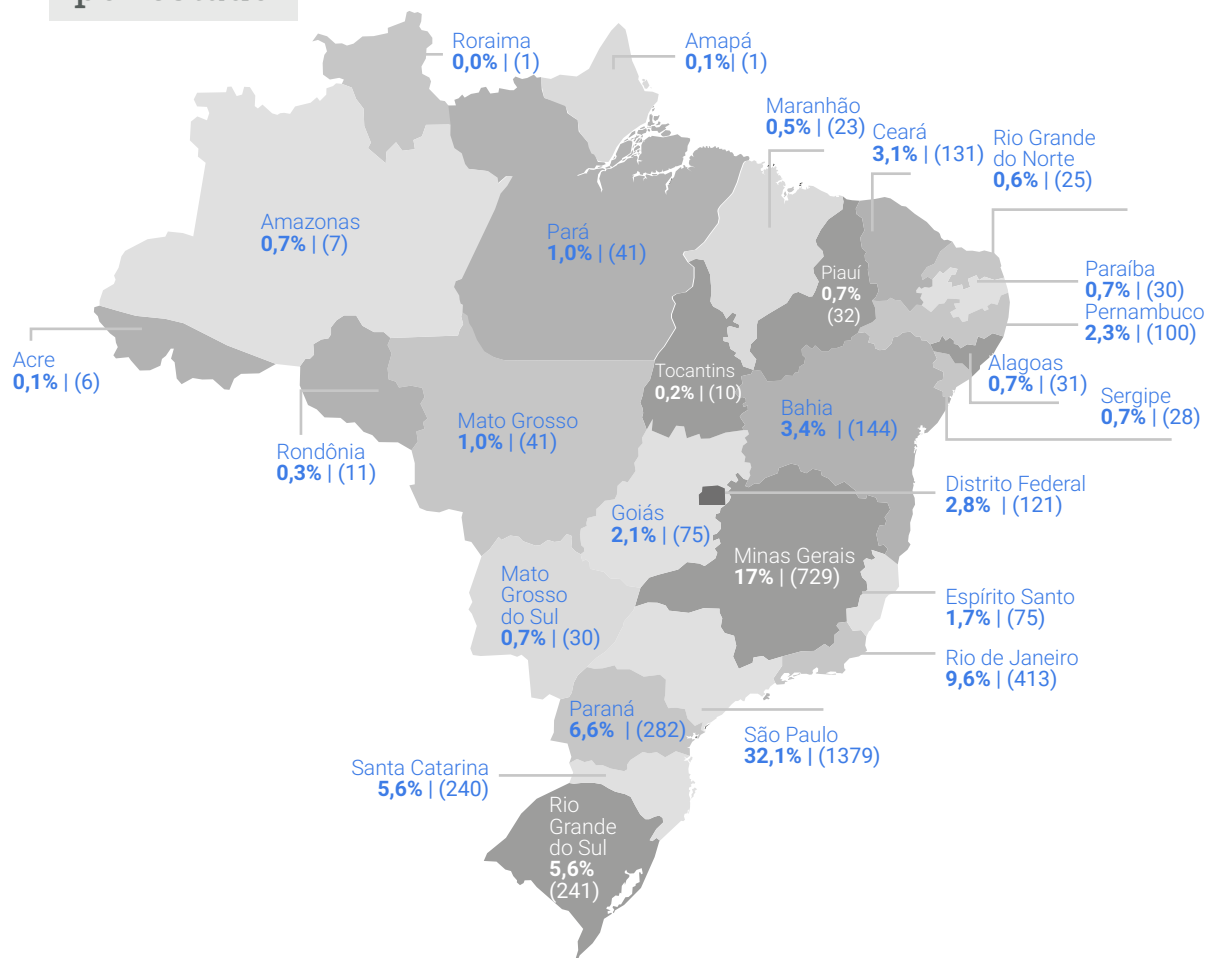 Roraima
0,0% | (1)
Amapá
0,1%| (1)
Maranhão
0,5% | (23)
Ceará
3,1% | (131)
Rio Grande
do Norte
0,6% | (25)
Amazonas
0,7% | (7)
Pará
1,0% | (41)
Piauí
0,7%
(32)
Paraíba
0,7% | (30)
Pernambuco
2,3% | (100)
Acre
0,1% | (6)
Tocantins
0,2% | (10)
Alagoas
0,7% | (31)
Sergipe
0,7% | (28)
Mato Grosso
1,0% | (41)
Bahia
3,4% | (144)
Rondônia
0,3% | (11)
Distrito Federal
2,8% | (121)
Goiás
2,1% | (75)
Minas Gerais
17% | (729)
Mato
Grosso
do Sul
0,7% | (30)
Espírito Santo
1,7% | (75)
Rio de Janeiro
9,6% | (413)
Paraná
6,6% | (282)
São Paulo
32,1% | (1379)
Santa Catarina
5,6% | (240)
Rio
Grande
do Sul
5,6%
(241)